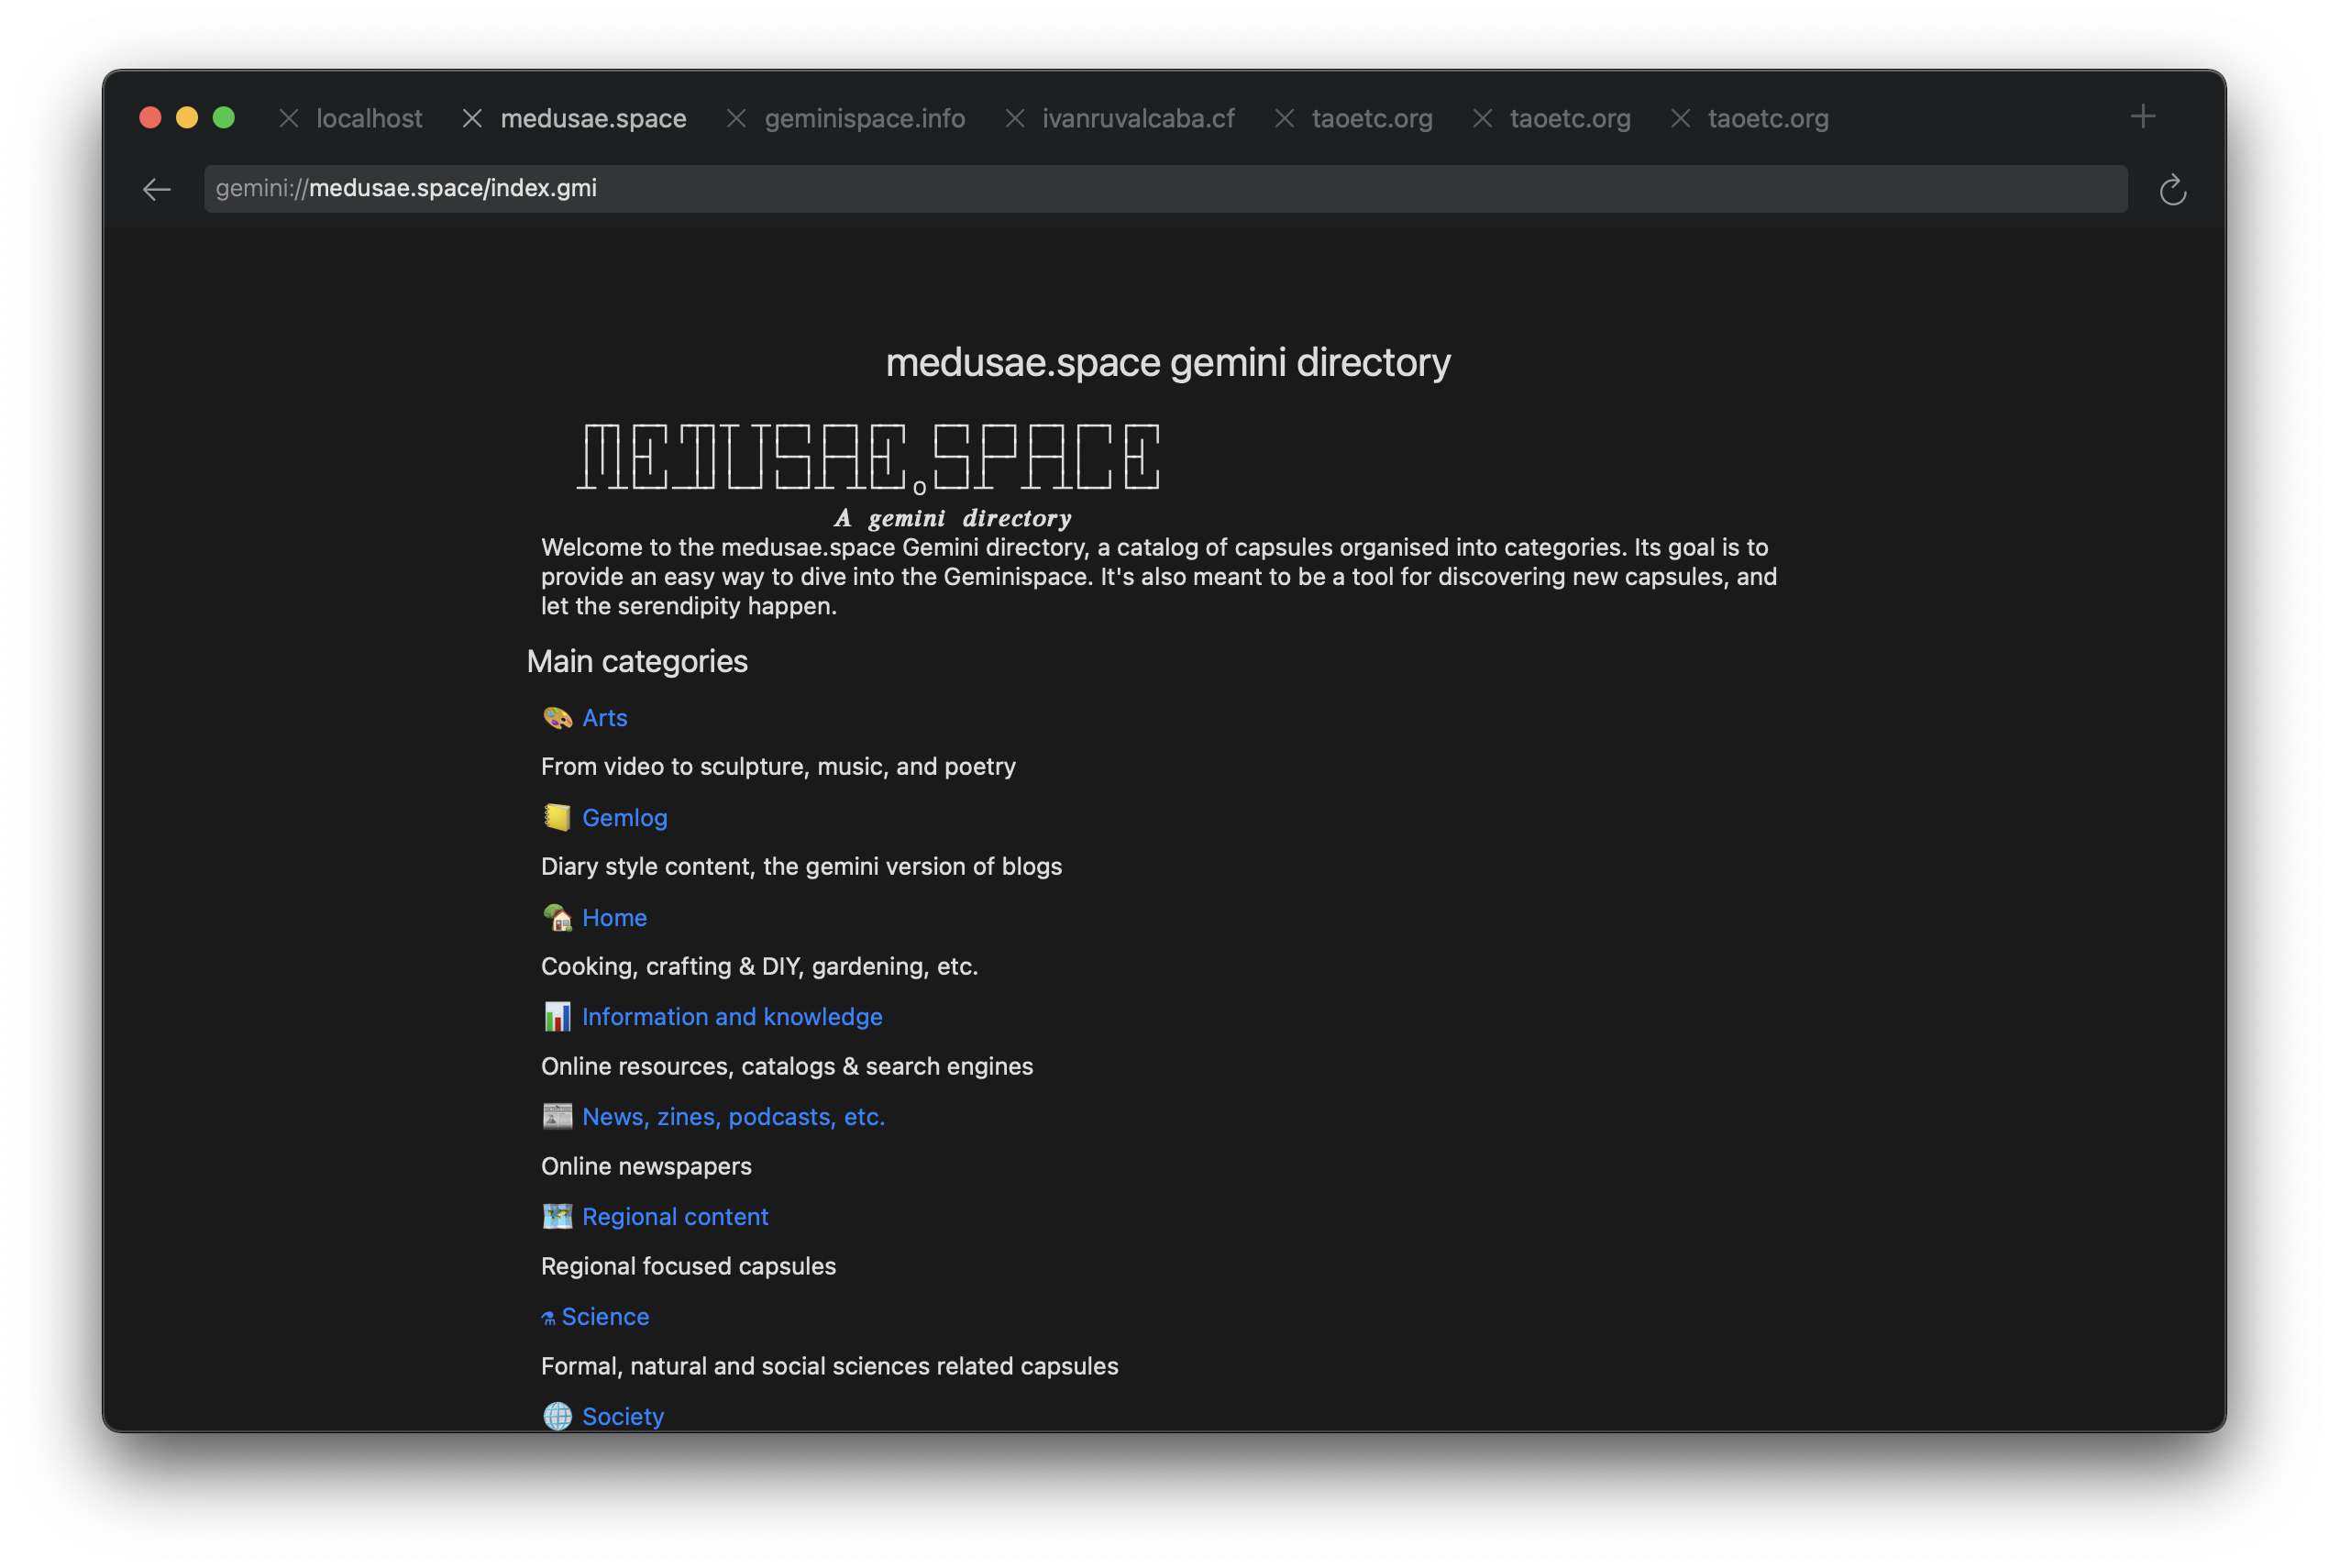 localhost medusae.space geminispace.info ivanruvalcaba.cf taoetc.org taoetc.org taoetc.org
gemini://medusae.space/index.gmi
medusae.space gemini directory
MEDUSAE.SPACE
A gemini directory
Welcome to the medusae.space Gemini directory, a catalog of capsules organised into categories. Its goal is to
provide an easy way to dive into the Geminispace. It's also meant to be a tool for discovering new capsules, and
let the serendipity happen.
Main categories
Arts
From video to sculpture, music, and poetry
Gemlog
Diary style content, the gemini version of blogs
Home
Cooking, crafting & DIY, gardening, etc.
Information and knowledge
Online resources, catalogs & search engines
News, zines, podcasts, etc.
Online newspapers
Regional content
Regional focused capsules
Science
Formal, natural and social sciences related capsules
Society